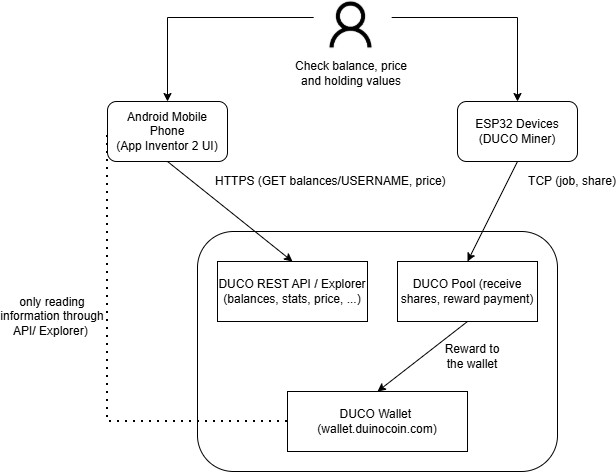 Check balance, price
and holding values
Android Mobile
Phone
(App Inventor 2 UI)
ESP32 Devices
(DUCO Miner)
HTTPS (GET balances/USERNAME, price)
TCP (job, share)
DUCO REST API / Explorer
(balances, stats, price, ...)
DUCO Pool (receive
shares, reward payment)
only reading
information through
API/ Explorer)
Reward to
the wallet
DUCO Wallet
(wallet.duinocoin.com)